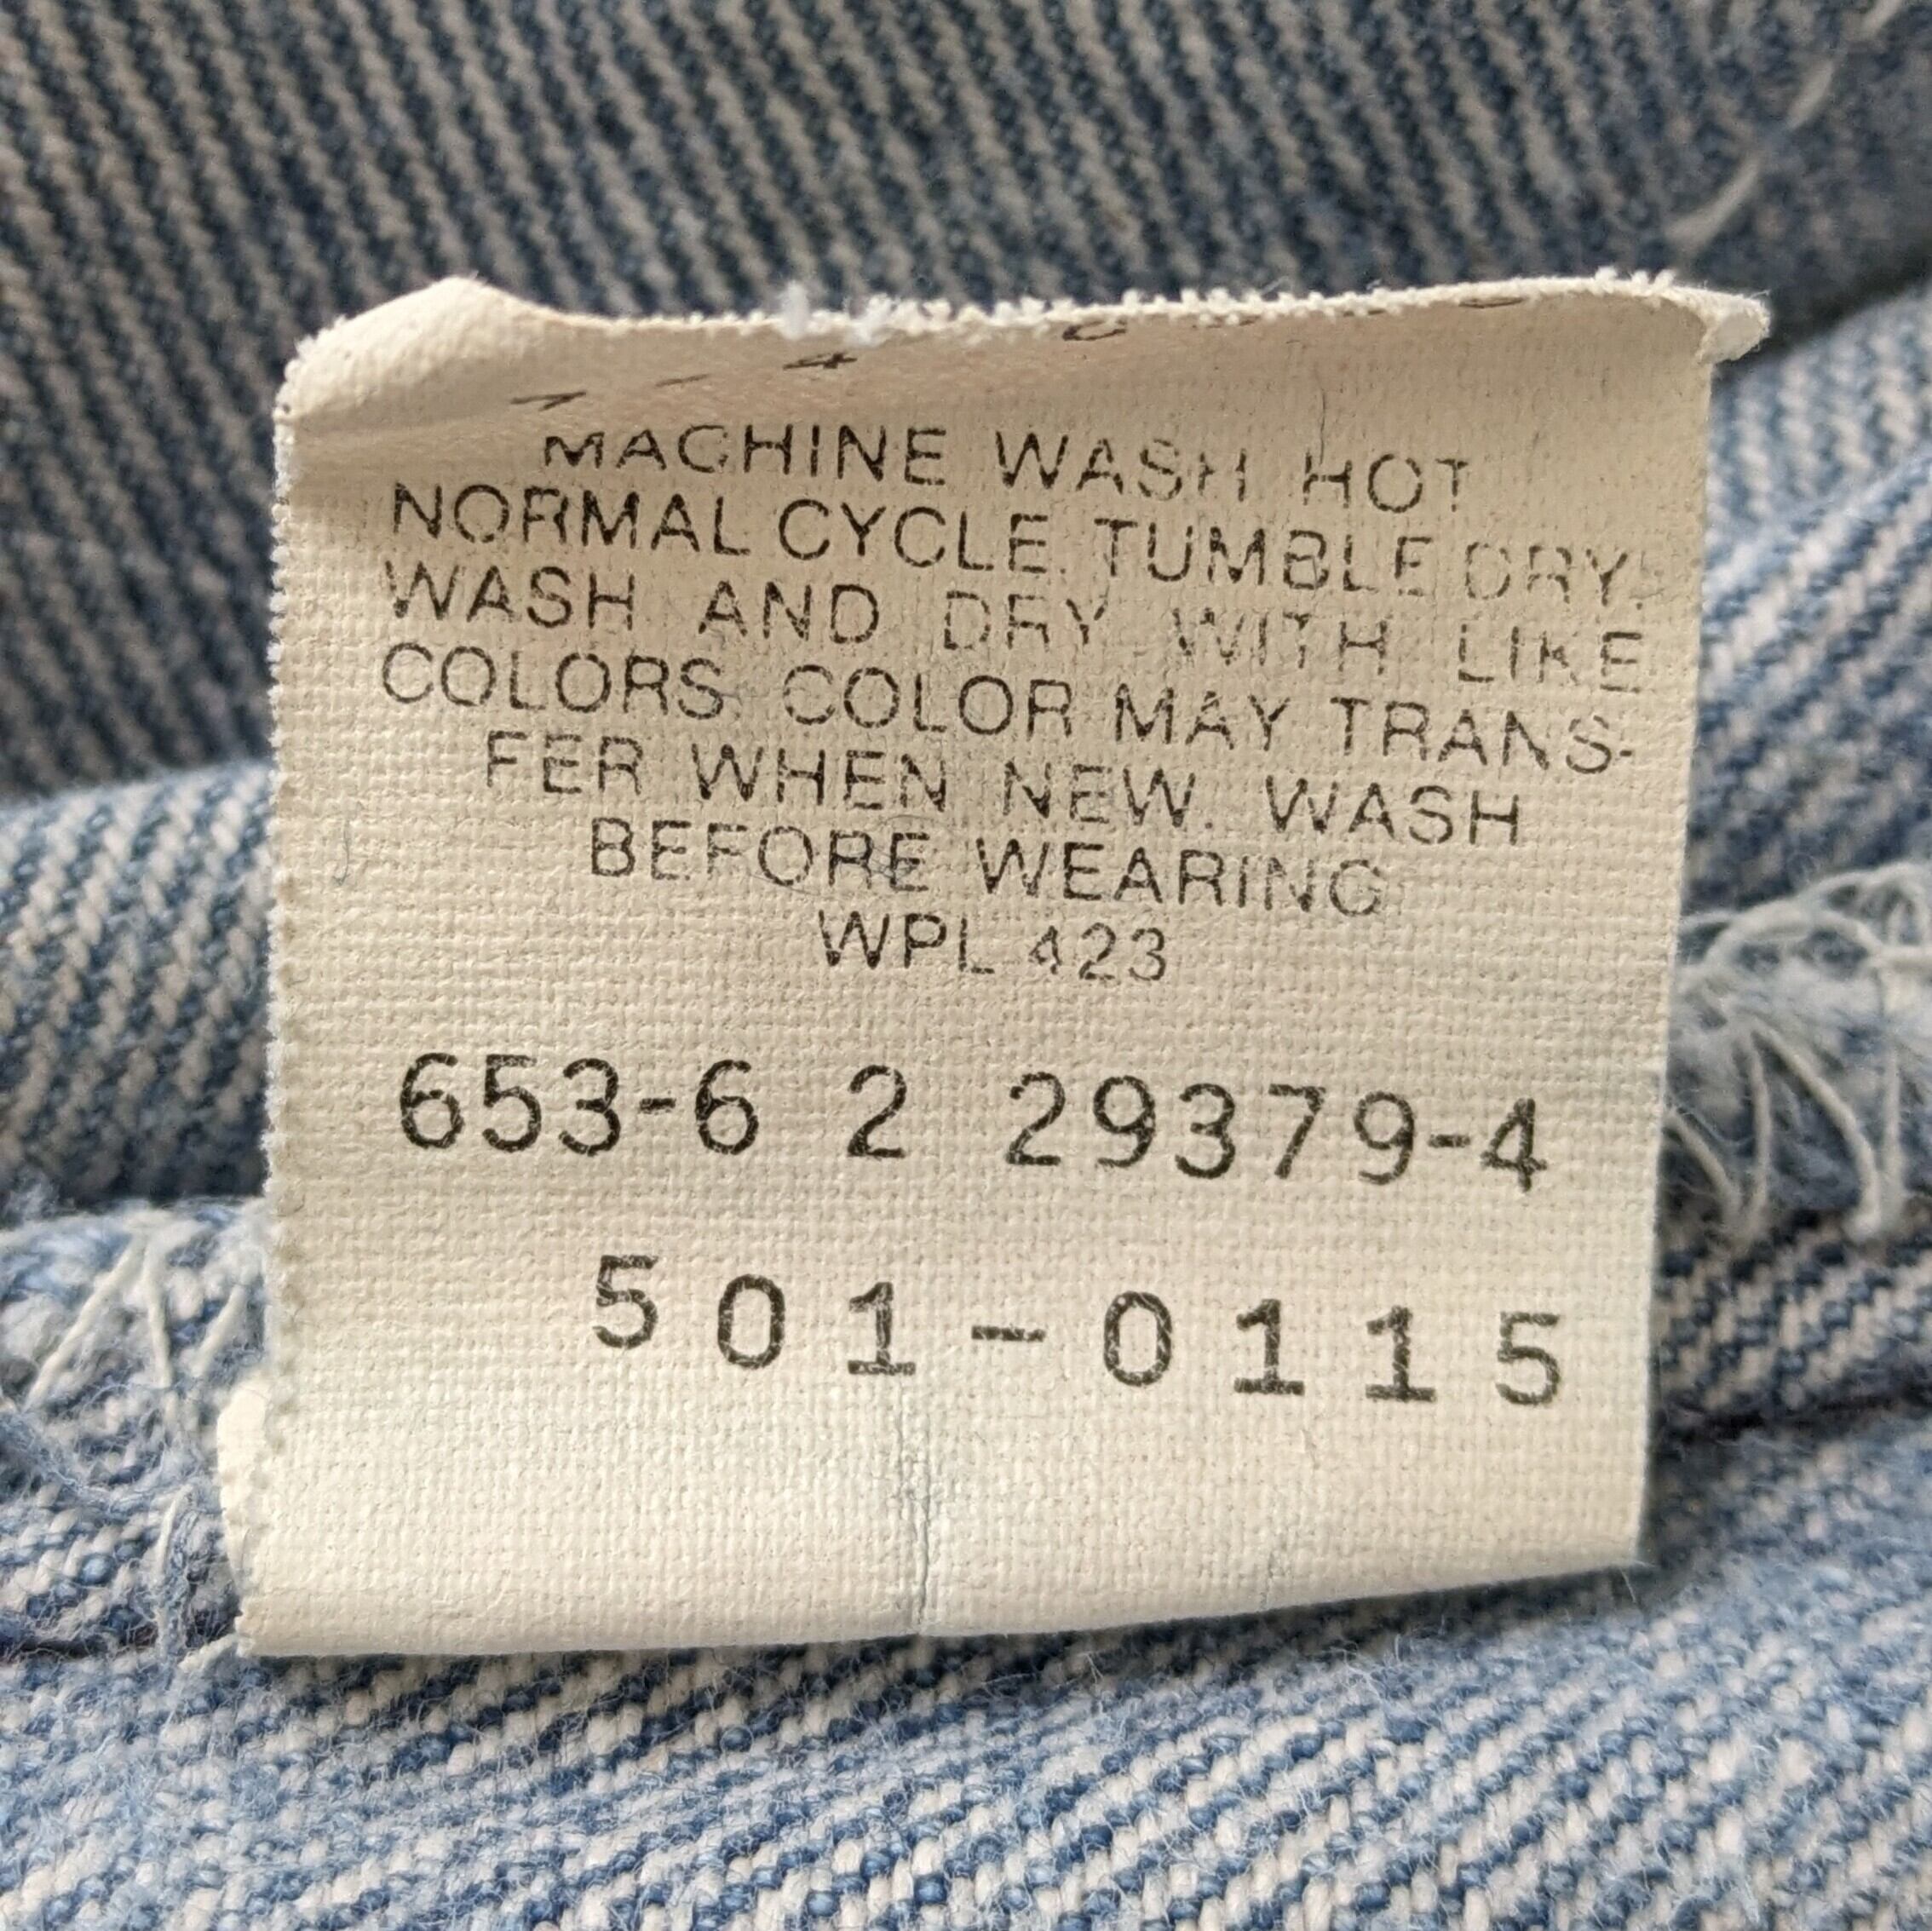 MACHINE WASH HOT
NORMAL CYCLE. TUMBLE DRY.
WASH AND DRY WITH LIKE
COLORS. COLOR MAY TRANS-
FER WHEN NEW. WASH
BEFORE WEARING
WPL 423
653-6 2 29379-4
501-0115